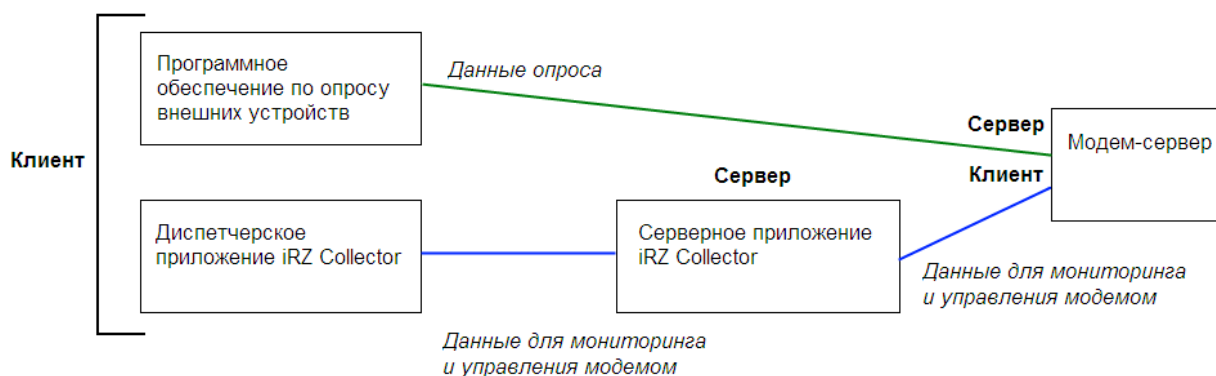 Программное
обеспечение по опросу
внешних устройств
Данные опроса
Сервер
Модем-сервер
Клиент
Клиент
Сервер
Диспетчерское
приложение iRZ Collector
Серверное приложение
iRZ Collector
Данные для мониторинга
и управления модемом
Данные для мониторинга
и управления модемом